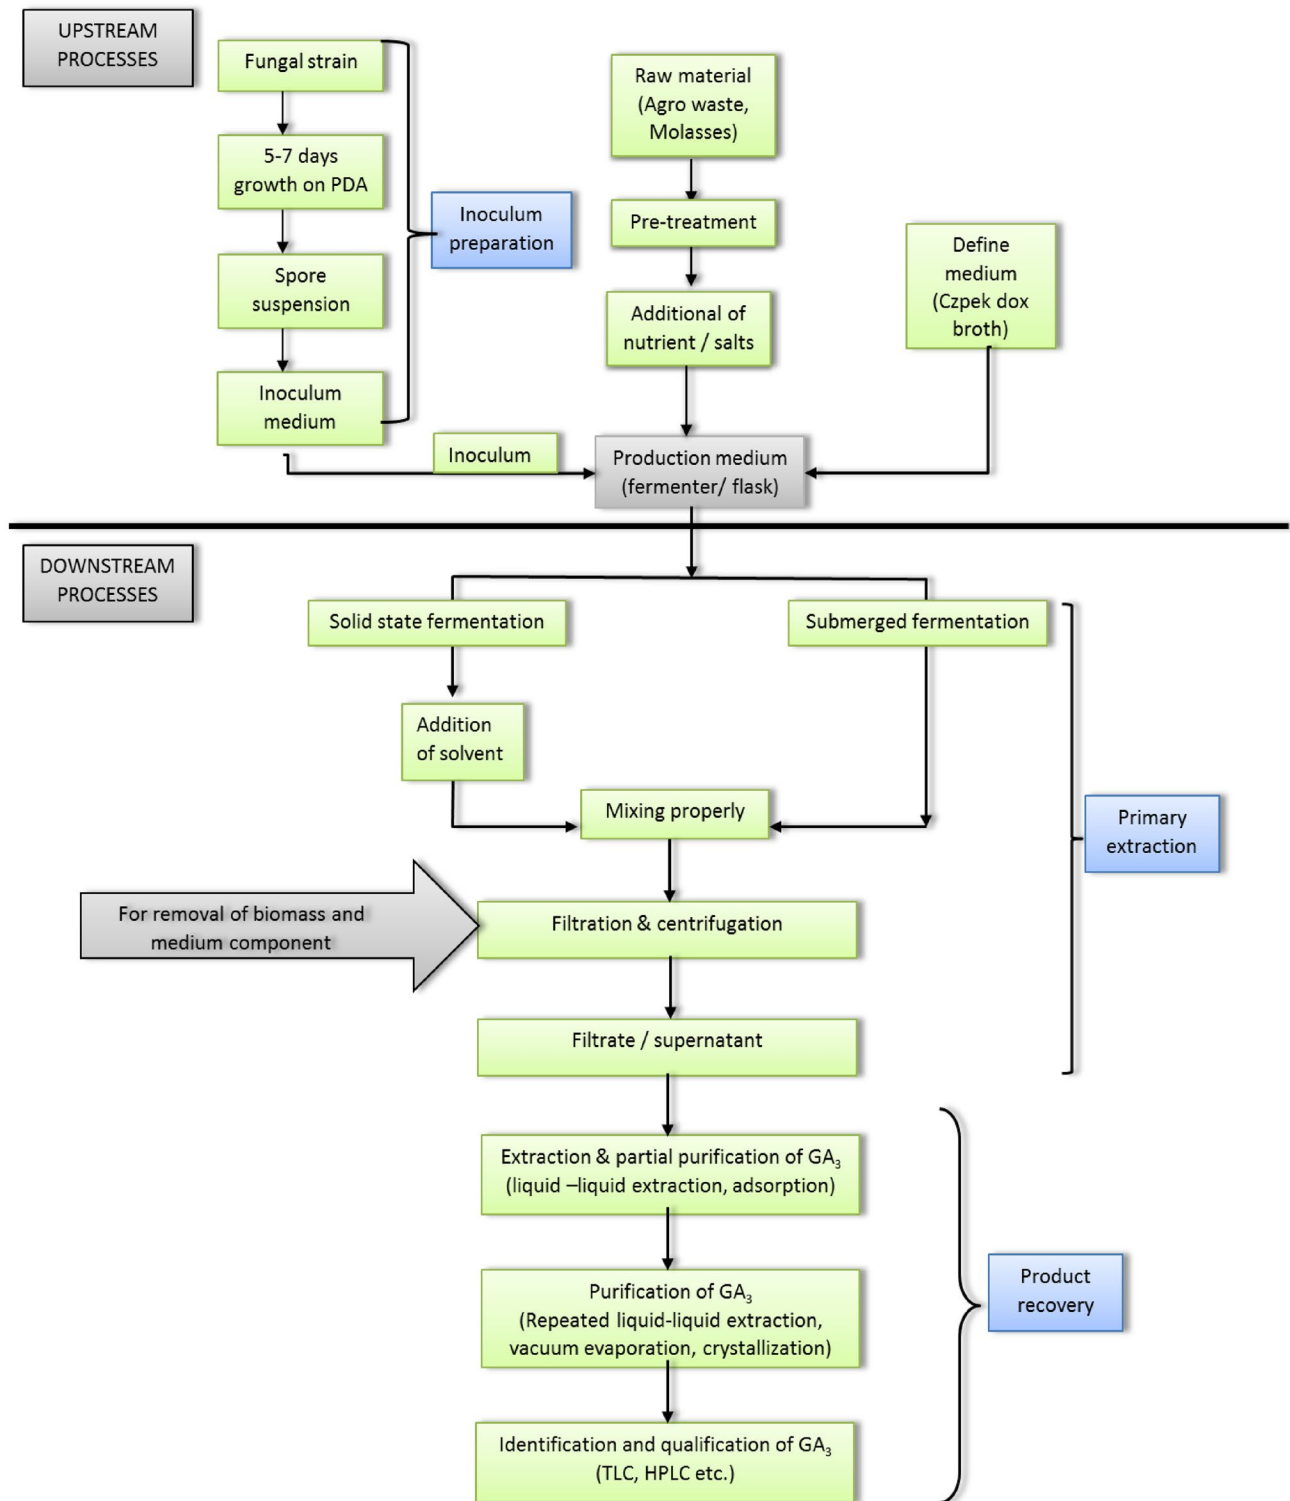 UPSTREAM
PROCESSES
Fungal strain
5-7 days
growth on PDA
Spore
suspension
Inoculum
medium
Inoculum
preparation
Raw material
(Agro waste,
Molasses)
Pre-treatment
Additional of
nutrient / salts
Define
medium
(Czpek dox
broth)
Inoculum
Production medium
(fermenter/ flask)
DOWNSTREAM
PROCESSES
Solid state fermentation
Submerged fermentation
Addition
of solvent
Mixing properly
Primary
extraction
For removal of biomass and
medium component
Filtration & centrifugation
Filtrate / supernatant
Extraction & partial purification of GA₃
(liquid –liquid extraction, adsorption)
Purification of GA₃
(Repeated liquid-liquid extraction,
vacuum evaporation, crystallization)
Product
recovery
Identification and qualification of GA₃
(TLC, HPLC etc.)